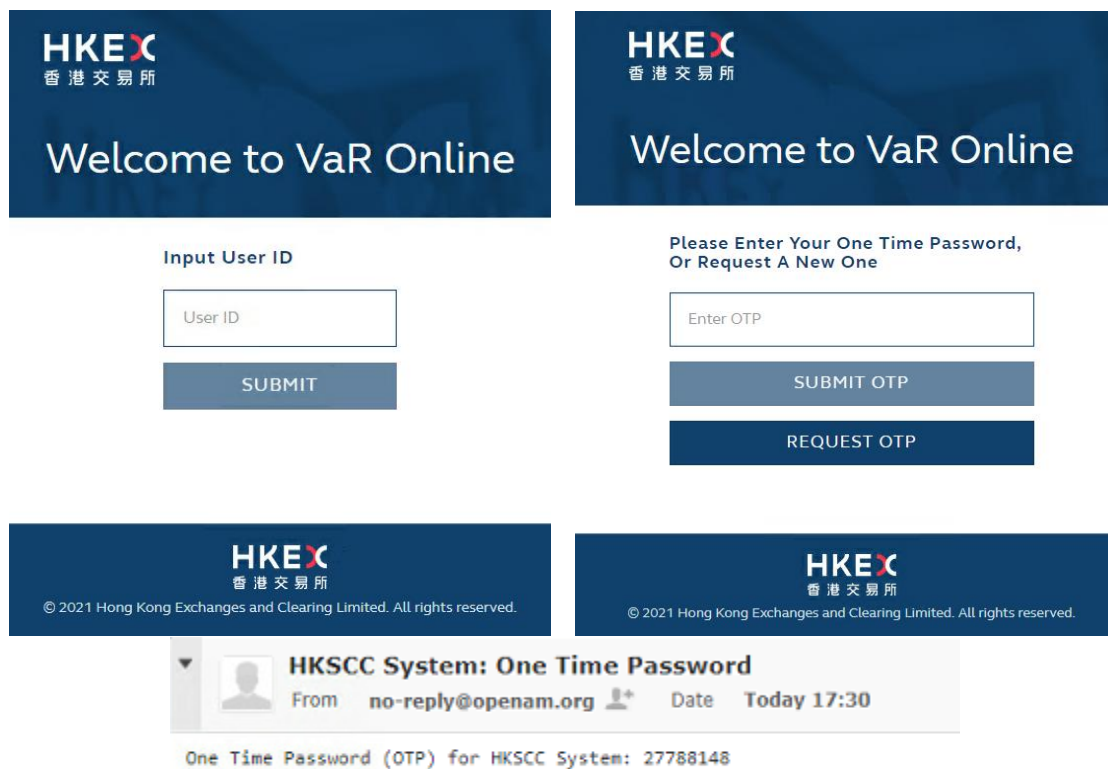 HKEX
香港交易所
Welcome to VaR Online
Input User ID
User ID
SUBMIT
HKEX
香港交易所
© 2021 Hong Kong Exchanges and Clearing Limited. All rights reserved.
HKEX
香港交易所
Welcome to VaR Online
Please Enter Your One Time Password,
Or Request A New One
Enter OTP
SUBMIT OTP
REQUEST OTP
HKEX
香港交易所
© 2021 Hong Kong Exchanges and Clearing Limited. All rights reserved.
HKSCC System: One Time Password
From no-reply@openam.org Date Today 17:30
One Time Password (OTP) for HKSCC System: 27788148